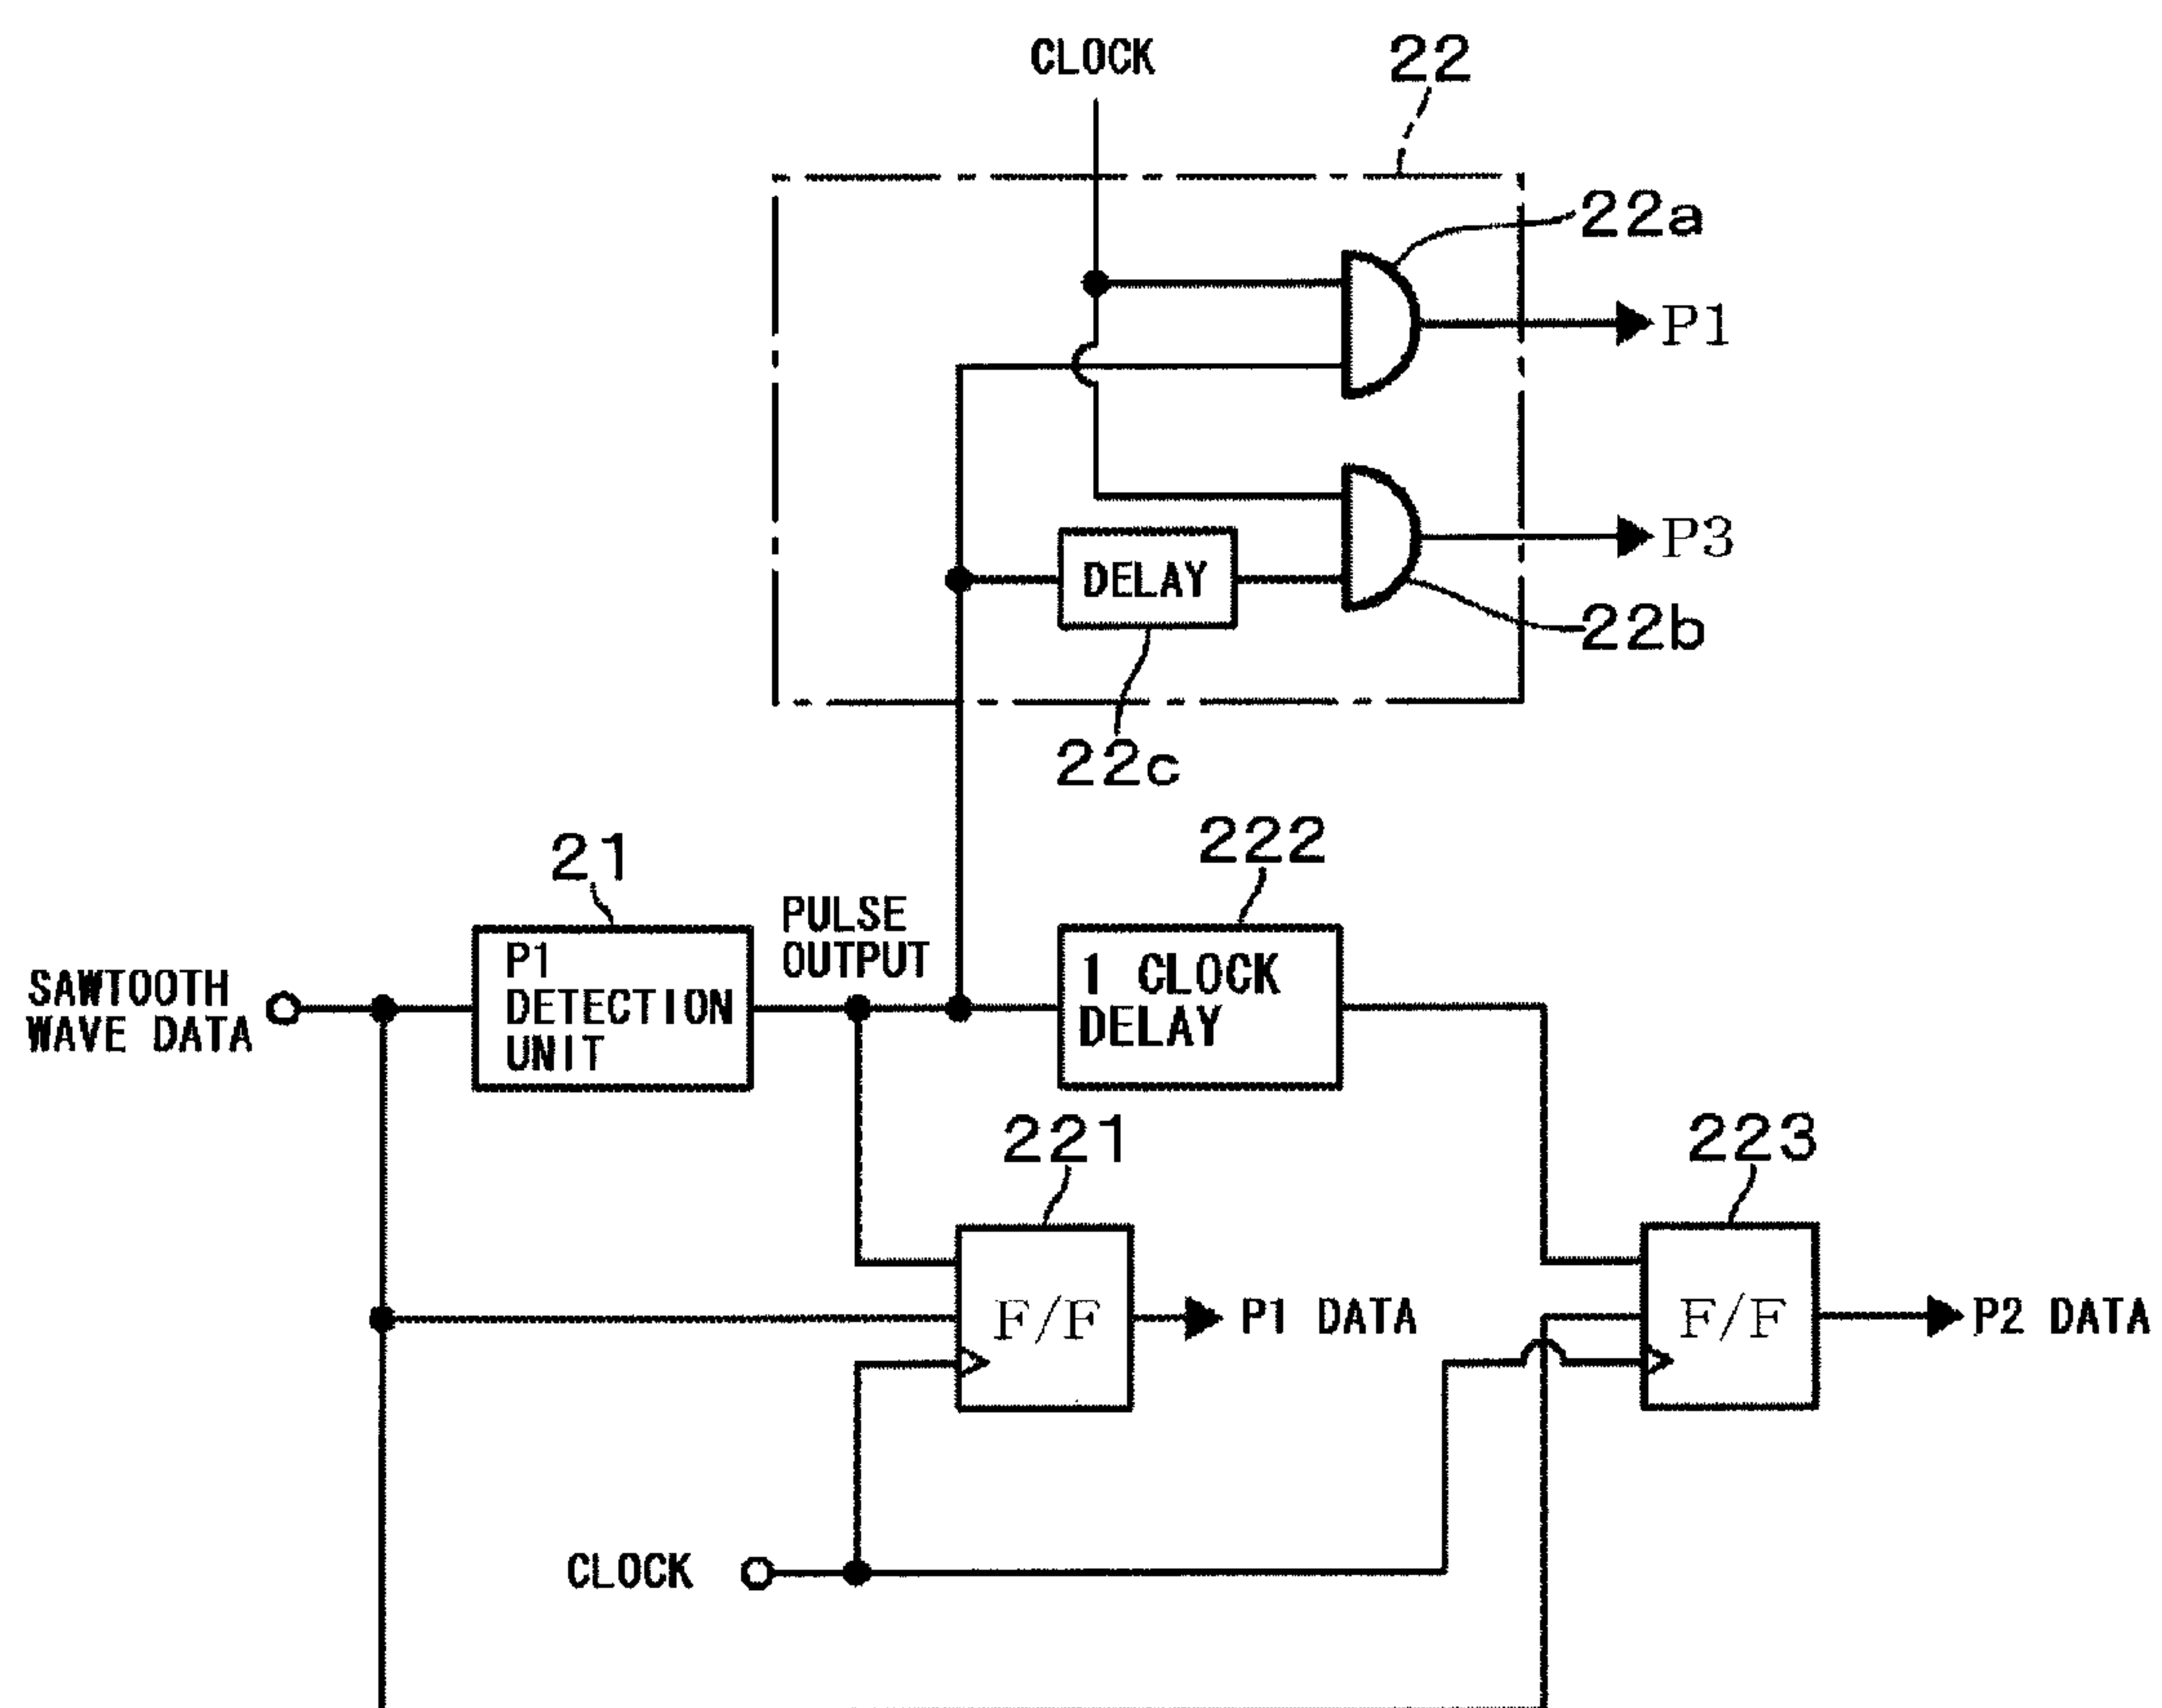 CLOCK
22
22a
P1
P3
DELAY
22b
22c
21
222
PULSE
OUTPUT
SAWTOOTH
WAVE DATA
P1
DETECTION
UNIT
1 CLOCK
DELAY
221
223
F/F
P1 DATA
F/F
P2 DATA
CLOCK